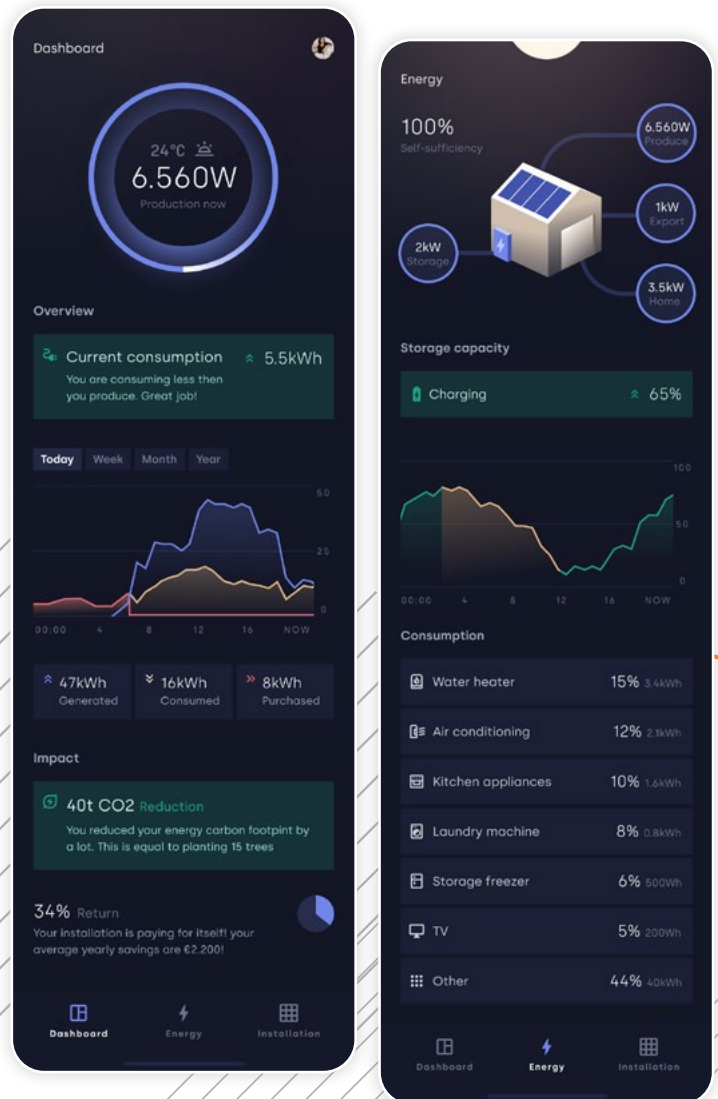 Dashboard
24°C
6.560W
Production now
Overview
Current consumption
5.5kWh
You are consuming less then
you produce. Great job!
Today Week Month Year
50
25
0
00:00 4 8 12 16 NOW
47kWh
Generated
16kWh
Consumed
8kWh
Purchased
Impact
40t CO2 Reduction
You reduced your energy carbon footpint by
a lot. This is equal to planting 15 trees
34% Return
Your installation is paying for itself! your
average yearly savings are €2.200!
Dashboard Energy Installation
Energy
100%
Self-sufficiency
6.560W
Produce
1kW
Export
2kW
Storage
3.5kW
Home
Storage capacity
Charging 65%
100
50
0
00:00 4 8 12 16 NOW
Consumption
Water heater 15% 3.4kWh
Air conditioning 12% 2.1kWh
Kitchen appliances 10% 1.6kWh
Laundry machine 8% 0.8kWh
Storage freezer 6% 500Wh
TV 5% 200Wh
Other 44% 40kWh
Dashboard Energy Installation